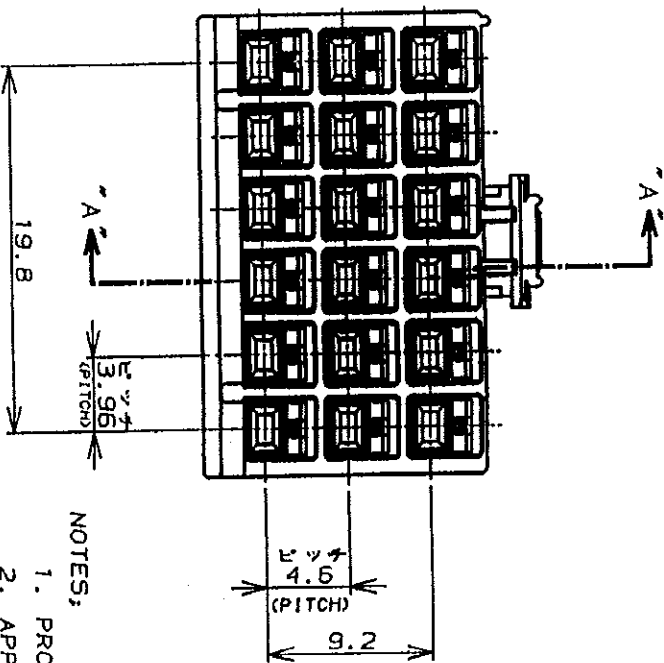 "A"
"A"
19.8
ピッチ
3.96
(PITCH)
ピッチ
4.6
(PITCH)
9.2
NOTES;
1. PRO
2. APP